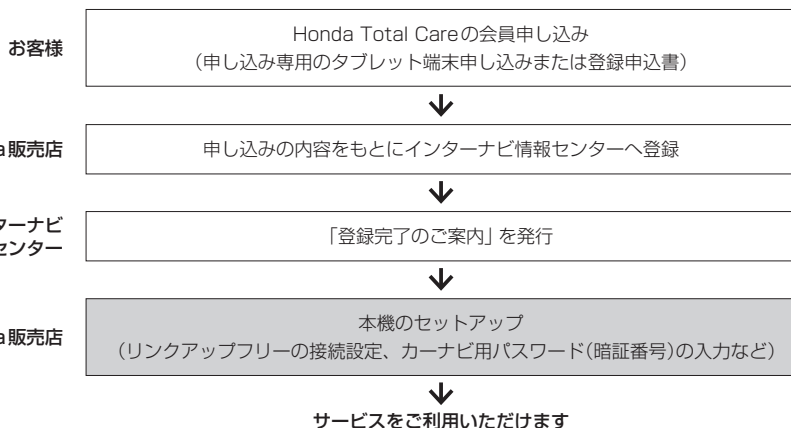 お客様
Honda Total Careの会員申し込み
（申し込み専用のタブレット端末申し込みまたは登録申込書）
a販売店
申し込みの内容をもとにインターナビ情報センターへ登録
ターナビ
センター
「登録完了のご案内」を発行
a販売店
本機のセットアップ
（リンクアップフリーの接続設定、カーナビ用パスワード(暗証番号)の入力など）
サービスをご利用いただけます